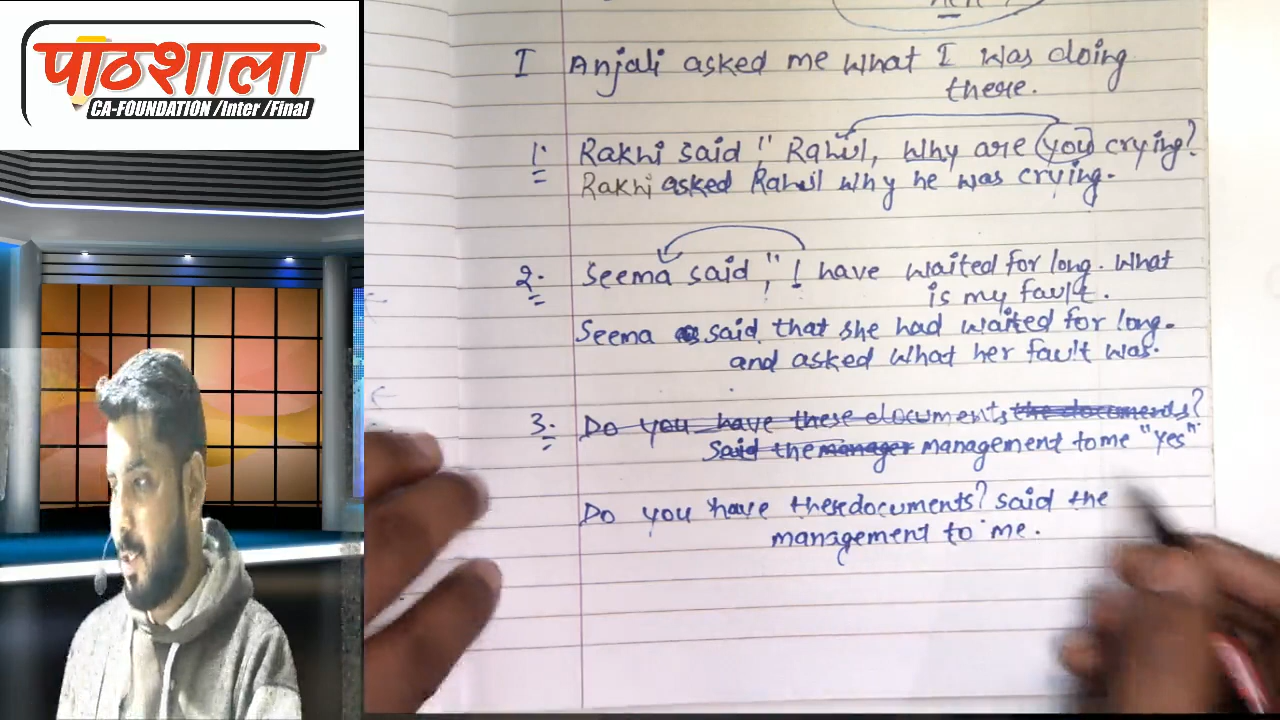 पाठशाला
CA-FOUNDATION /Inter /Final
I Anjali asked me what I was doing
there.
1. Rakhi said " Rahul, Why are you crying?
Rakhi asked Rahul why he was crying.
2. Seema said, " I have waited for long. What
is my fault.
Seema said that she had waited for long.
and asked what her fault was.
3. Do you have these documents the documents?
Said the manager management to me "Yes"
Do you have these documents? said the
management to me.